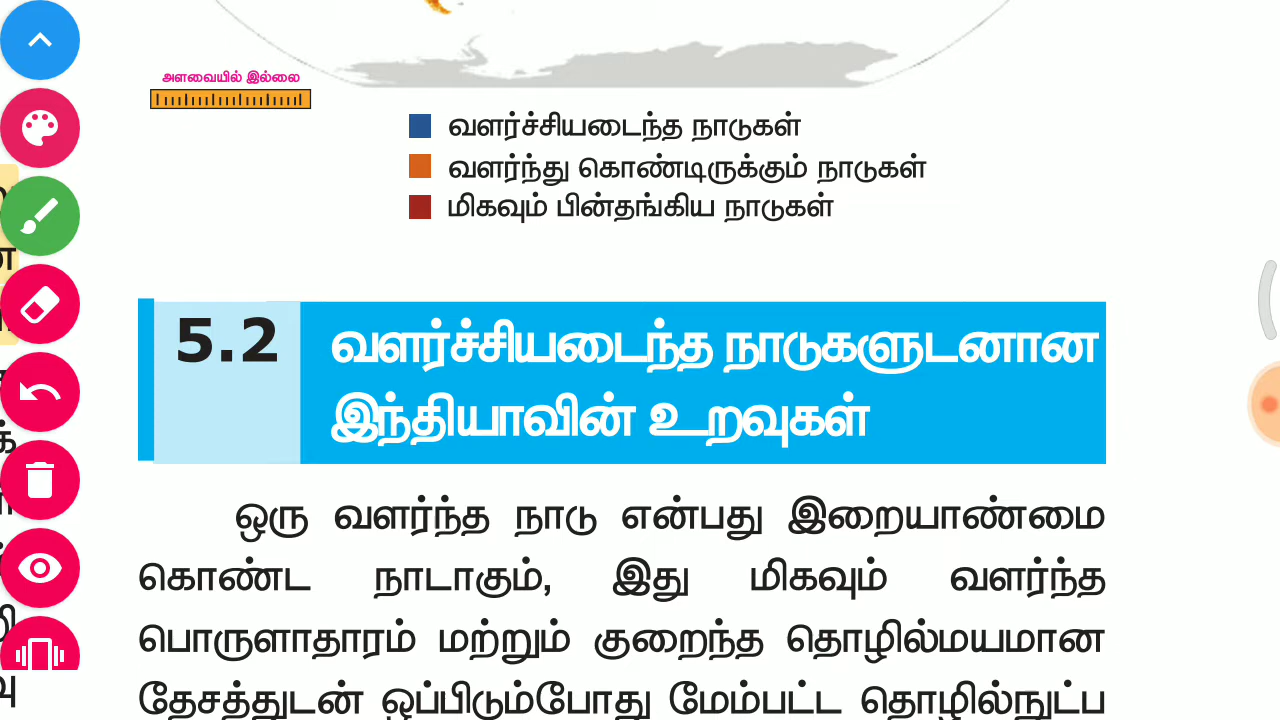 அளவையில் இல்லை
வளர்ச்சியடைந்த நாடுகள்
வளர்ந்து கொண்டிருக்கும் நாடுகள்
மிகவும் பின்தங்கிய நாடுகள்
5.2 வளர்ச்சியடைந்த நாடுகளுடனான
இந்தியாவின் உறவுகள்
ஒரு வளர்ந்த நாடு என்பது இறையாண்மை
கொண்ட நாடாகும், இது மிகவும் வளர்ந்த
பொருளாதாரம் மற்றும் குறைந்த தொழில்மயமான
தேசத்துடன் ஒப்பிடும்போது மேம்பட்ட தொழில்நுட்ப